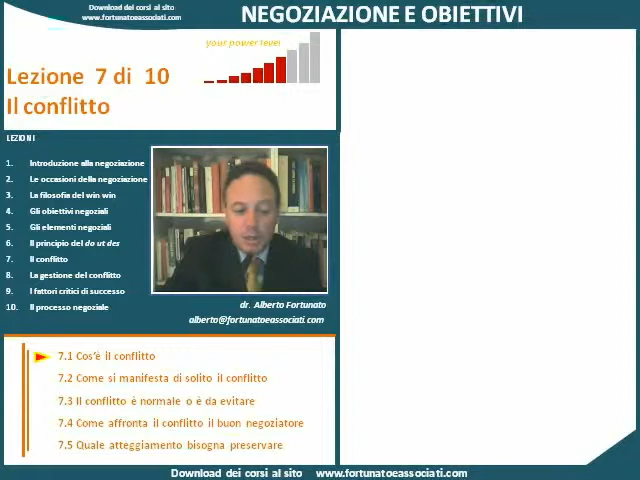 Download dei corsi al sito
www.fortunatoeassociati.com
NEGOZIAZIONE E OBIETTIVI
your power level
Lezione 7 di 10
Il conflitto
LEZIONI
1. Introduzione alla negoziazione
2. Le occasioni della negoziazione
3. La filosofia del win win
4. Gli obiettivi negoziali
5. Gli elementi negoziali
6. Il principio del do ut des
7. Il conflitto
8. La gestione del conflitto
9. I fattori critici di successo
10. Il processo negoziale
dr. Alberto Fortunato
alberto@fortunatoeassociati.com
7.1 Cos'è il conflitto
7.2 Come si manifesta di solito il conflitto
7.3 Il conflitto è normale o è da evitare
7.4 Come affronta il conflitto il buon negoziatore
7.5 Quale atteggiamento bisogna preservare
Download dei corsi al sito www.fortunatoeassociati.com